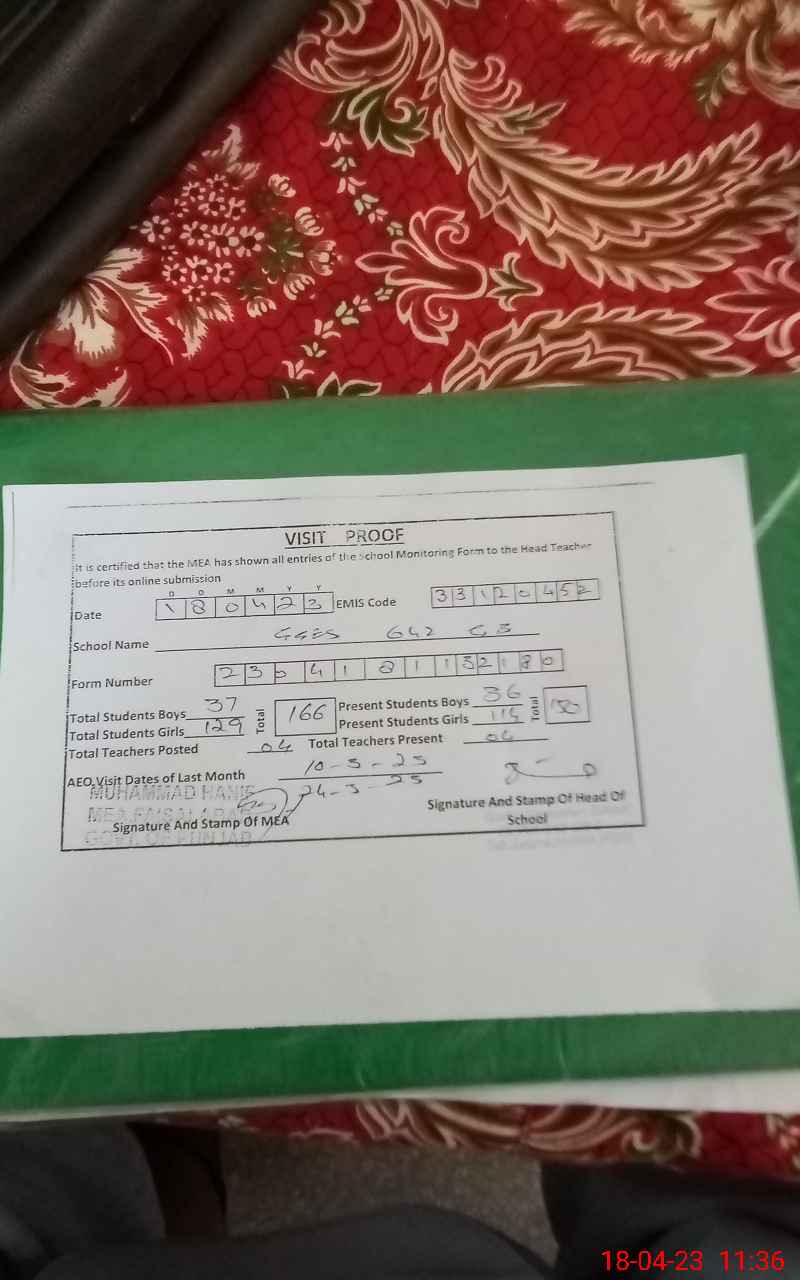 VISIT PROOF
It is certified that the MEA has shown all entries of the School Monitoring Form to the Head Teacher
before its online submission
D D M M Y Y
Date 1 8 0 4 2 3 EMIS Code 3 3 1 2 0 4 5 2
School Name GGES 642 GB
Form Number 2 3 0 4 1 8 1 1 3 2 1 8 0
Total Students Boys 37 Total 166 Present Students Boys 36 Total 150
Total Students Girls 129 Present Students Girls 114
Total Teachers Posted 04 Total Teachers Present 04
AEO Visit Dates of Last Month 10-3-23
24-3-23
MUHAMMAD HANIF
MEA FAISALABAD
GOVT. OF PUNJAB
Signature And Stamp Of MEA
Signature And Stamp Of Head Of
School
18-04-23 11:36